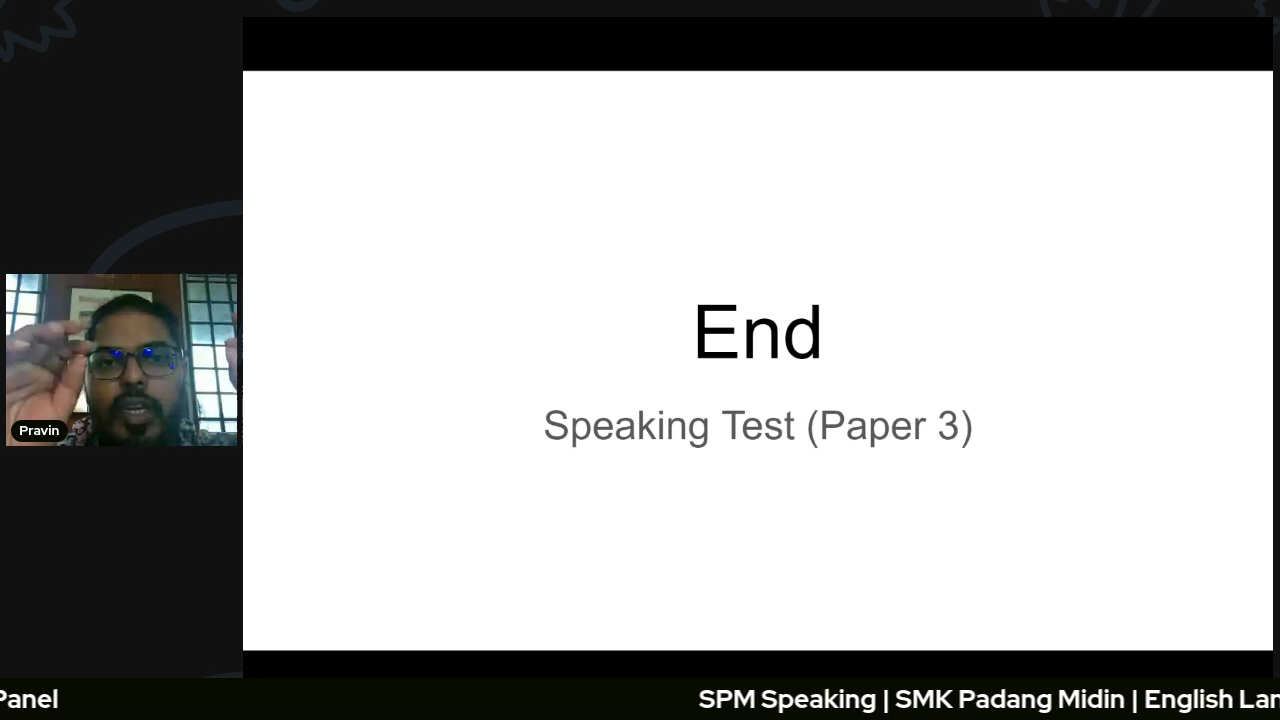 End
Speaking Test (Paper 3)
Pravin
Panel
SPM Speaking | SMK Padang Midin | English Lan